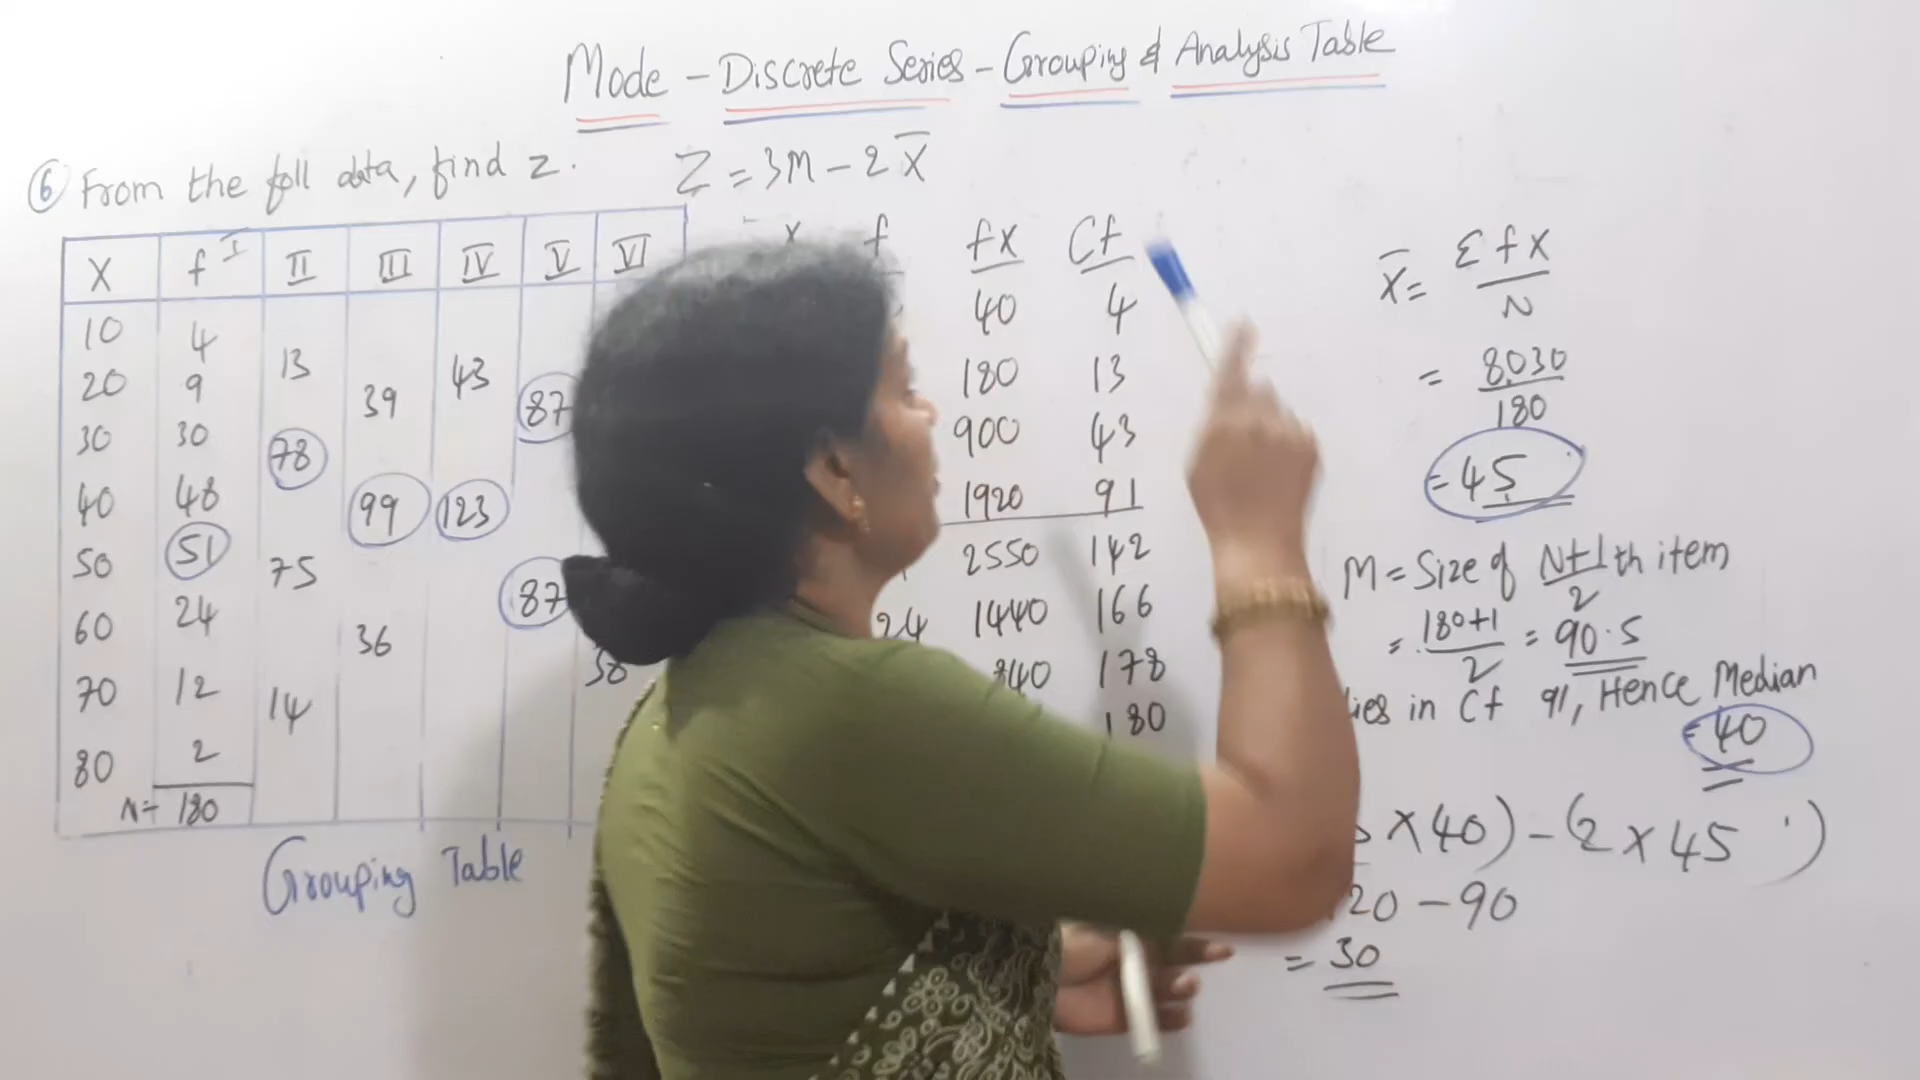 Mode - Discrete Series - Grouping & Analysis Table
⑥ From the foll data, find z. Z = 3M - 2X̄
X f I II III IV V VI
10 4
13 43
20 9
39 87
30 30
78
40 48
99 123
50 51
75 87
60 24
36 38
70 12
14
80 2
N= 180
Grouping Table
X f fX Cf
40 4
180 13
900 43
1920 91
2550 142
24 1440 166
840 178
180
X̄ = ΣfX / N
= 8030 / 180
= 45
M = Size of N+1/2 th item
= 180+1 / 2 = 90.5
lies in Cf 91, Hence Median
= 40
× 40) - (2 × 45 )
20 - 90
= 30